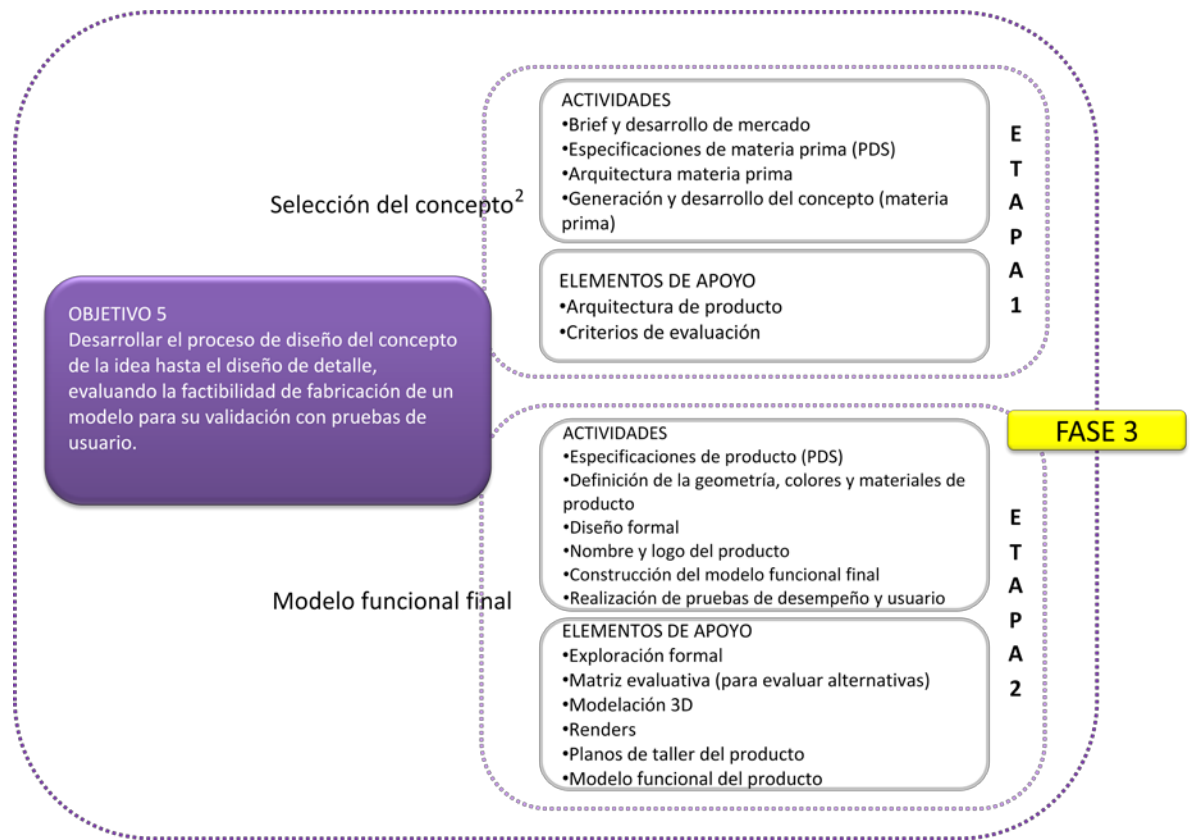 ACTIVIDADES
•Brief y desarrollo de mercado
•Especificaciones de materia prima (PDS)
•Arquitectura materia prima
•Generación y desarrollo del concepto (materia
prima)
E
T
A
P
A
1
Selección del concepto²
ELEMENTOS DE APOYO
•Arquitectura de producto
•Criterios de evaluación
OBJETIVO 5
Desarrollar el proceso de diseño del concepto
de la idea hasta el diseño de detalle,
evaluando la factibilidad de fabricación de un
modelo para su validación con pruebas de
usuario.
FASE 3
ACTIVIDADES
•Especificaciones de producto (PDS)
•Definición de la geometría, colores y materiales de
producto
•Diseño formal
•Nombre y logo del producto
•Construcción del modelo funcional final
•Realización de pruebas de desempeño y usuario
E
T
A
P
A
2
Modelo funcional final
ELEMENTOS DE APOYO
•Exploración formal
•Matriz evaluativa (para evaluar alternativas)
•Modelación 3D
•Renders
•Planos de taller del producto
•Modelo funcional del producto